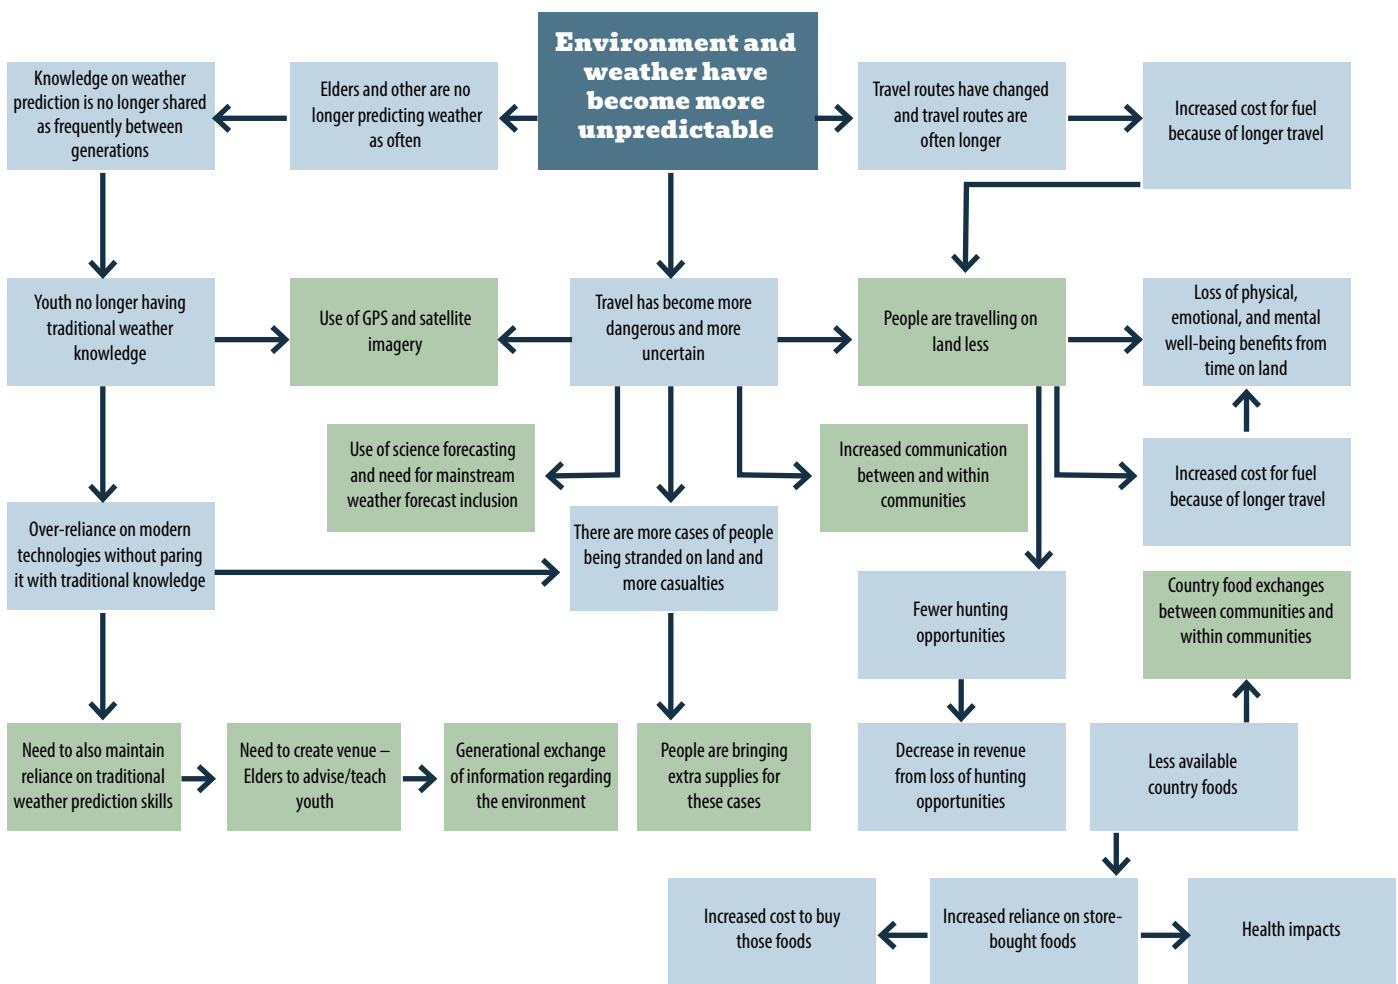 Environment and
weather have
become more
unpredictable
Knowledge on weather
prediction is no longer shared
as frequently between
generations
Elders and other are no
longer predicting weather
as often
Travel routes have changed
and travel routes are
often longer
Increased cost for fuel
because of longer travel
Youth no longer having
traditional weather
knowledge
Use of GPS and satellite
imagery
Travel has become more
dangerous and more
uncertain
People are travelling on
land less
Loss of physical,
emotional, and mental
well-being benefits from
time on land
Use of science forecasting
and need for mainstream
weather forecast inclusion
Increased communication
between and within
communities
Increased cost for fuel
because of longer travel
Over-reliance on modern
technologies without paring
it with traditional knowledge
There are more cases of people
being stranded on land and
more casualties
Fewer hunting
opportunities
Country food exchanges
between communities and
within communities
Need to also maintain
reliance on traditional
weather prediction skills
Need to create venue –
Elders to advise/teach
youth
Generational exchange
of information regarding
the environment
People are bringing
extra supplies for
these cases
Decrease in revenue
from loss of hunting
opportunities
Less available
country foods
Increased cost to buy
those foods
Increased reliance on store-
bought foods
Health impacts